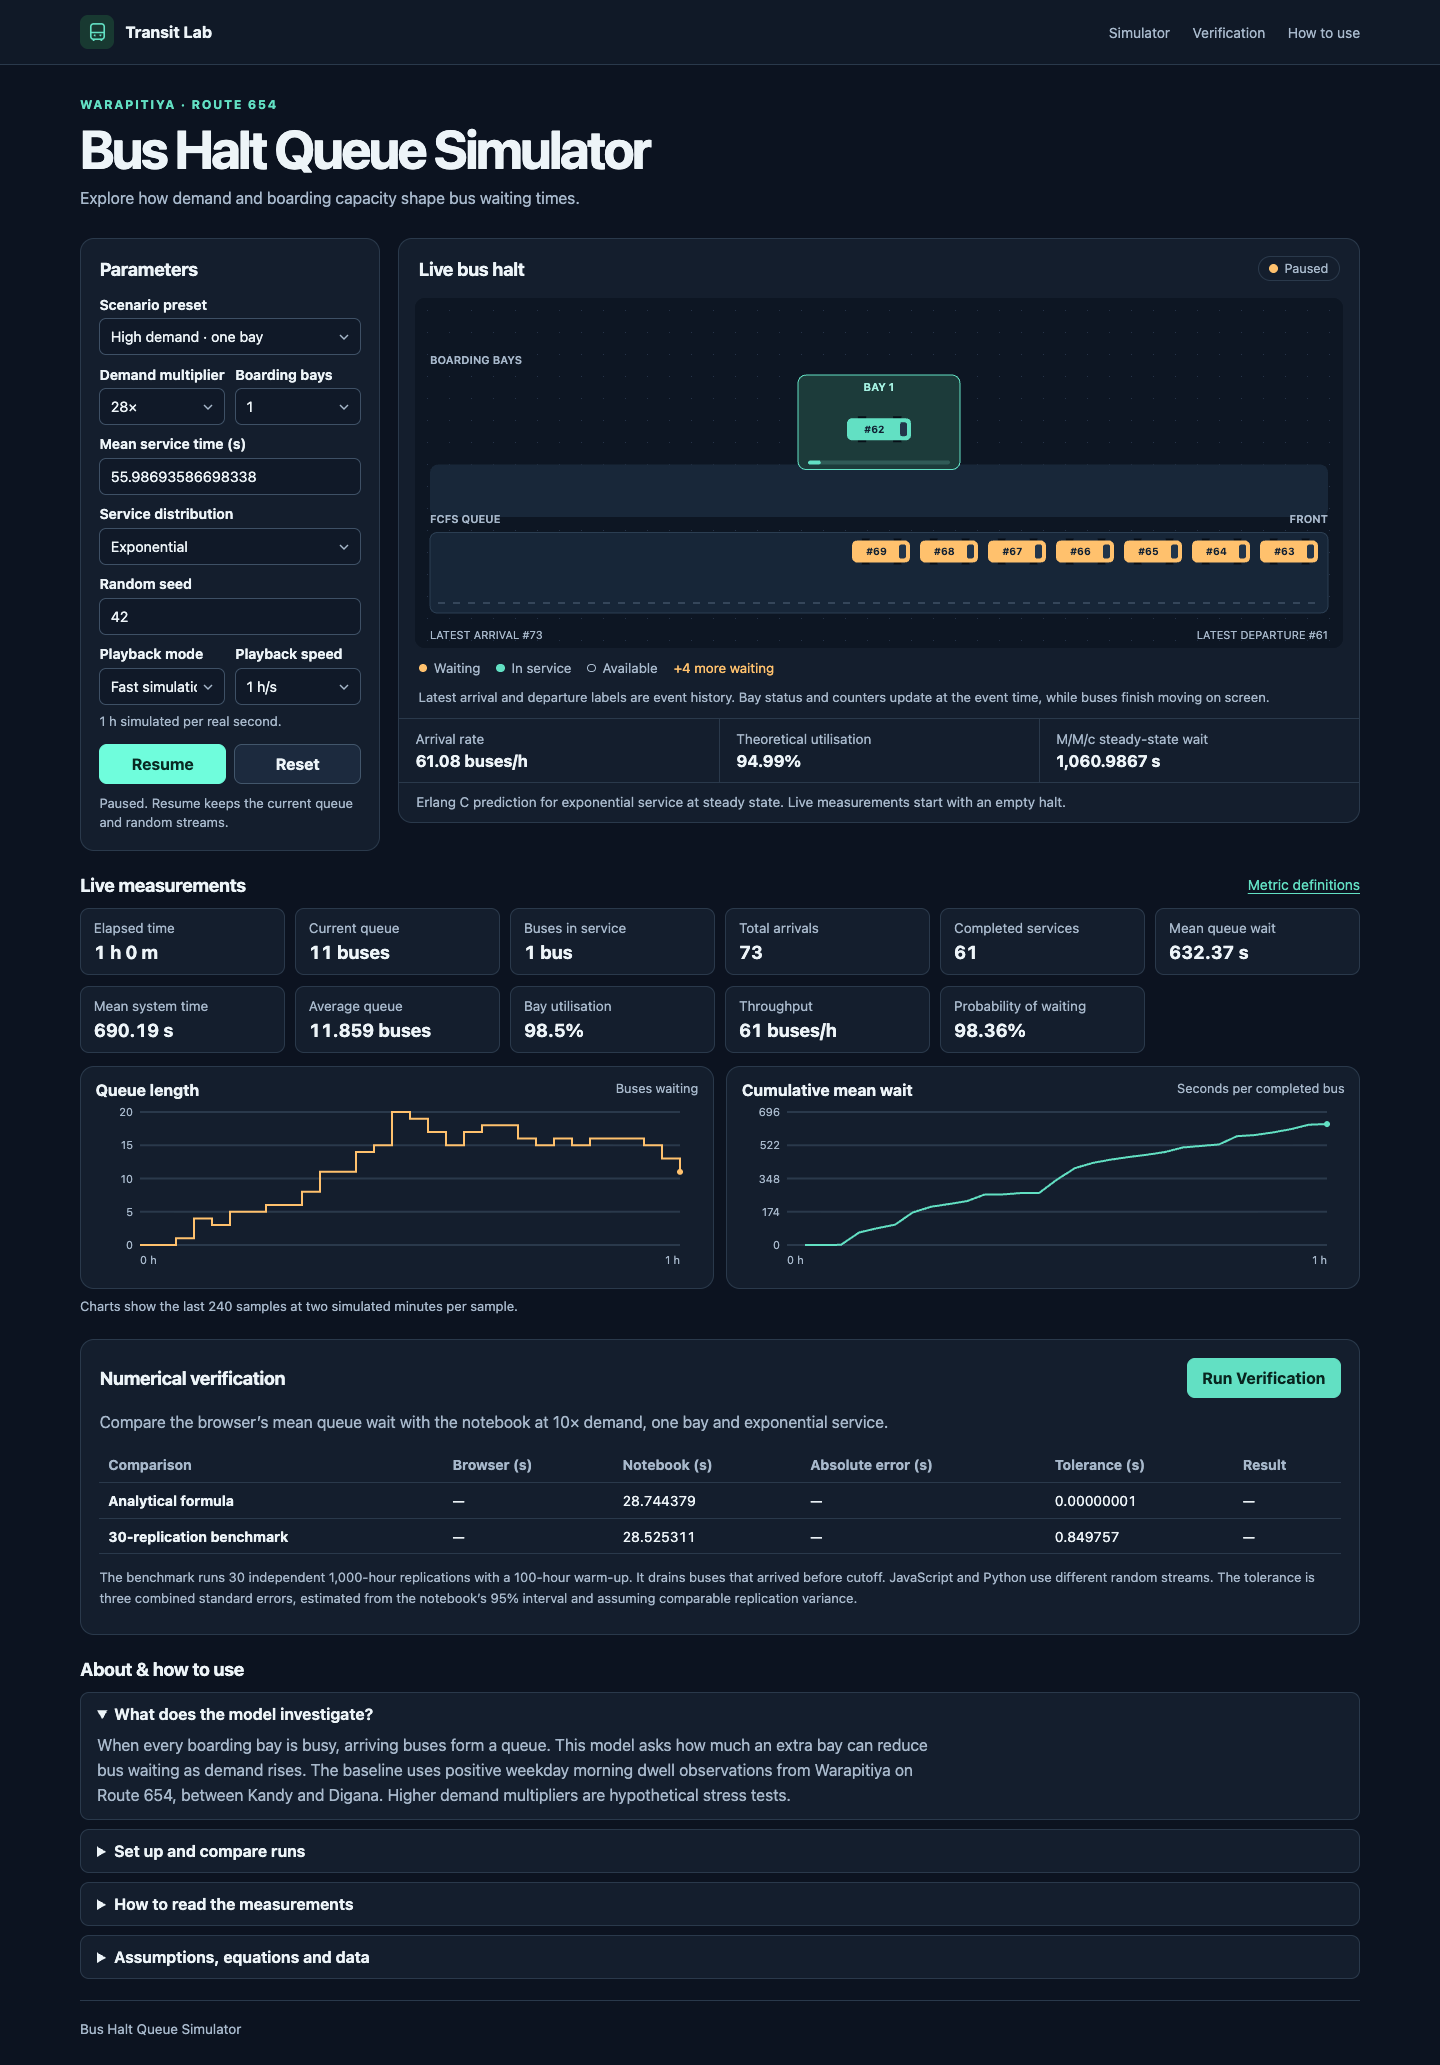 Transit Lab
Simulator Verification How to use
WARAPITIYA · ROUTE 654
Bus Halt Queue Simulator
Explore how demand and boarding capacity shape bus waiting times.
Parameters
Scenario preset
High demand · one bay
Demand multiplier Boarding bays
28× 1
Mean service time (s)
55.98693586698338
Service distribution
Exponential
Random seed
42
Playback mode Playback speed
Fast simulatic 1 h/s
1 h simulated per real second.
Resume Reset
Paused. Resume keeps the current queue
and random streams.
Live bus halt
Paused
BOARDING BAYS
BAY 1
#62
FCFS QUEUE FRONT
#69 #68 #67 #66 #65 #64 #63
LATEST ARRIVAL #73 LATEST DEPARTURE #61
Waiting In service Available +4 more waiting
Latest arrival and departure labels are event history. Bay status and counters update at the event time, while buses finish moving on screen.
Arrival rate Theoretical utilisation M/M/c steady-state wait
61.08 buses/h 94.99% 1,060.9867 s
Erlang C prediction for exponential service at steady state. Live measurements start with an empty halt.
Live measurements Metric definitions
Elapsed time Current queue Buses in service Total arrivals Completed services Mean queue wait
1 h 0 m 11 buses 1 bus 73 61 632.37 s
Mean system time Average queue Bay utilisation Throughput Probability of waiting
690.19 s 11.859 buses 98.5% 61 buses/h 98.36%
Queue length Buses waiting
20
15
10
5
0
0 h 1 h
Cumulative mean wait Seconds per completed bus
696
522
348
174
0
0 h 1 h
Charts show the last 240 samples at two simulated minutes per sample.
Numerical verification Run Verification
Compare the browser’s mean queue wait with the notebook at 10× demand, one bay and exponential service.
Comparison Browser (s) Notebook (s) Absolute error (s) Tolerance (s) Result
Analytical formula — 28.744379 — 0.00000001 —
30-replication benchmark — 28.525311 — 0.849757 —
The benchmark runs 30 independent 1,000-hour replications with a 100-hour warm-up. It drains buses that arrived before cutoff. JavaScript and Python use different random streams. The tolerance is
three combined standard errors, estimated from the notebook’s 95% interval and assuming comparable replication variance.
About & how to use
▼ What does the model investigate?
When every boarding bay is busy, arriving buses form a queue. This model asks how much an extra bay can reduce
bus waiting as demand rises. The baseline uses positive weekday morning dwell observations from Warapitiya on
Route 654, between Kandy and Digana. Higher demand multipliers are hypothetical stress tests.
▶ Set up and compare runs
▶ How to read the measurements
▶ Assumptions, equations and data
Bus Halt Queue Simulator